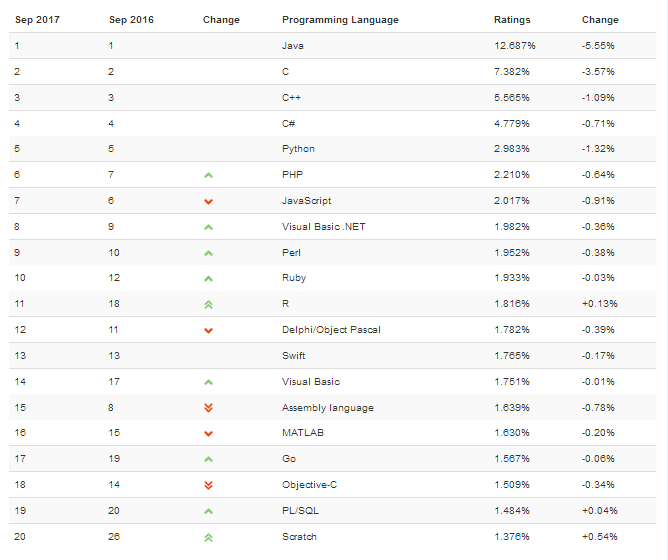 Sep 2017 Sep 2016 Change Programming Language Ratings Change
1 1 Java 12.687% -5.55%
2 2 C 7.382% -3.57%
3 3 C++ 5.565% -1.09%
4 4 C# 4.779% -0.71%
5 5 Python 2.983% -1.32%
6 7 PHP 2.210% -0.64%
7 6 JavaScript 2.017% -0.91%
8 9 Visual Basic .NET 1.982% -0.36%
9 10 Perl 1.952% -0.38%
10 12 Ruby 1.933% -0.03%
11 18 R 1.816% +0.13%
12 11 Delphi/Object Pascal 1.782% -0.39%
13 13 Swift 1.765% -0.17%
14 17 Visual Basic 1.751% -0.01%
15 8 Assembly language 1.639% -0.78%
16 15 MATLAB 1.630% -0.20%
17 19 Go 1.567% -0.06%
18 14 Objective-C 1.509% -0.34%
19 20 PL/SQL 1.484% +0.04%
20 26 Scratch 1.376% +0.54%